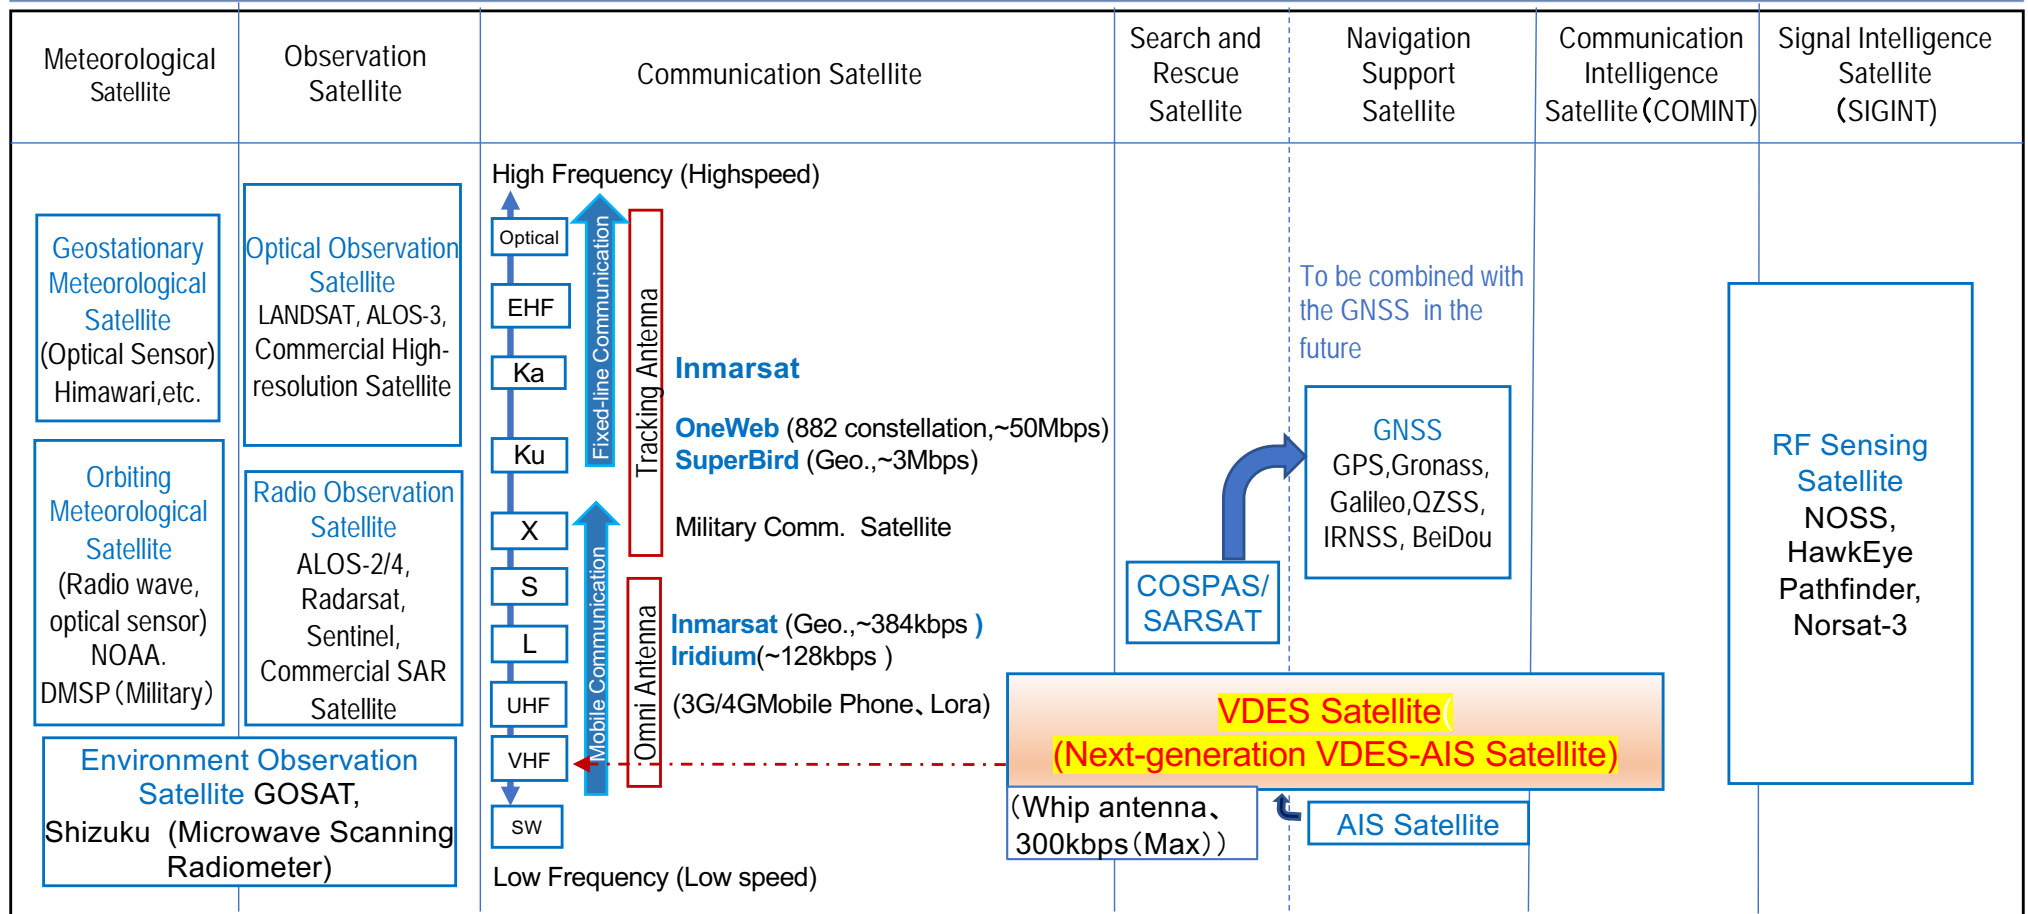 Meteorological
Satellite
Observation
Satellite
Communication Satellite
Search and
Rescue
Satellite
Navigation
Support
Satellite
Communication
Intelligence
Satellite(COMINT)
Signal Intelligence
Satellite
(SIGINT)
Geostationary
Meteorological
Satellite
(Optical Sensor)
Himawari,etc.
Orbiting
Meteorological
Satellite
(Radio wave,
optical sensor)
NOAA.
DMSP(Military)
Optical Observation
Satellite
LANDSAT, ALOS-3,
Commercial High-
resolution Satellite
Radio Observation
Satellite
ALOS-2/4,
Radarsat,
Sentinel,
Commercial SAR
Satellite
Environment Observation
Satellite GOSAT,
Shizuku (Microwave Scanning
Radiometer)
High Frequency (Highspeed)
Optical
EHF
Ka
Ku
X
S
L
UHF
VHF
SW
Low Frequency (Low speed)
Fixed-line Communication
Mobile Communication
Tracking Antenna
Omni Antenna
Inmarsat
OneWeb (882 constellation,~50Mbps)
SuperBird (Geo.,~3Mbps)
Military Comm. Satellite
Inmarsat (Geo.,~384kbps )
Iridium(~128kbps )
(3G/4GMobile Phone、Lora)
COSPAS/
SARSAT
To be combined with
the GNSS in the
future
GNSS
GPS,Gronass,
Galileo,QZSS,
IRNSS, BeiDou
VDES Satellite(
(Next-generation VDES-AIS Satellite)
(Whip antenna、
300kbps(Max))
AIS Satellite
RF Sensing
Satellite
NOSS,
HawkEye
Pathfinder,
Norsat-3